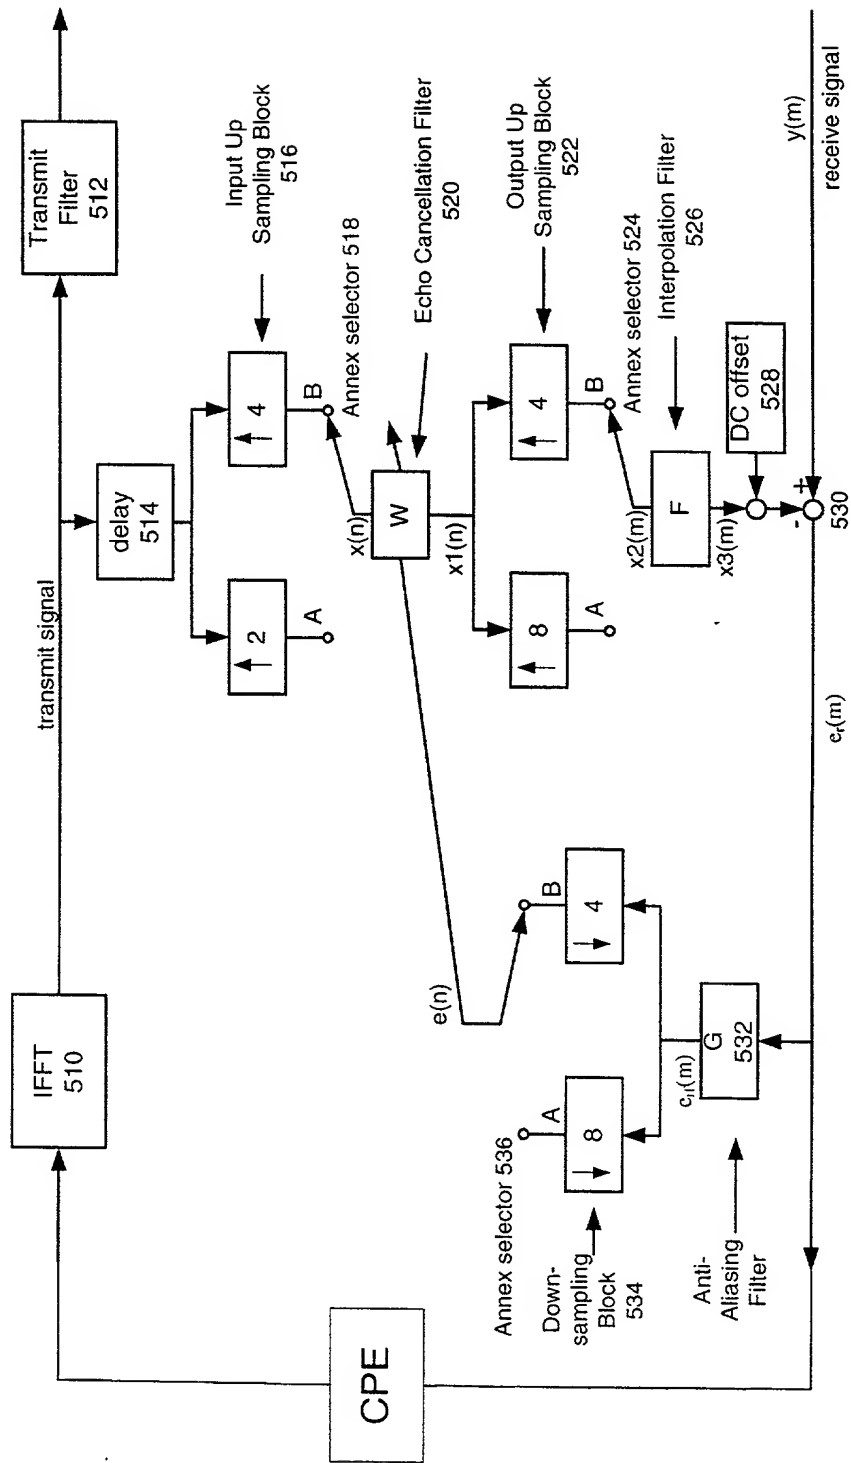 CPE
IFFT
510
transmit signal
Transmit
Filter
512
delay
514
2
4
A
B
Input Up
Sampling Block
516
Annex selector 518
x(n)
W
Echo Cancellation Filter
520
x1(n)
8
4
A
B
Output Up
Sampling Block
522
Annex selector 524
x2(m)
F
Interpolation Filter
526
x3(m)
DC offset
528
-
+
530
y(m)
receive signal
e(n)
Annex selector 536
A
B
8
4
Down-
sampling
Block
534
G
532
Anti-
Aliasing
Filter